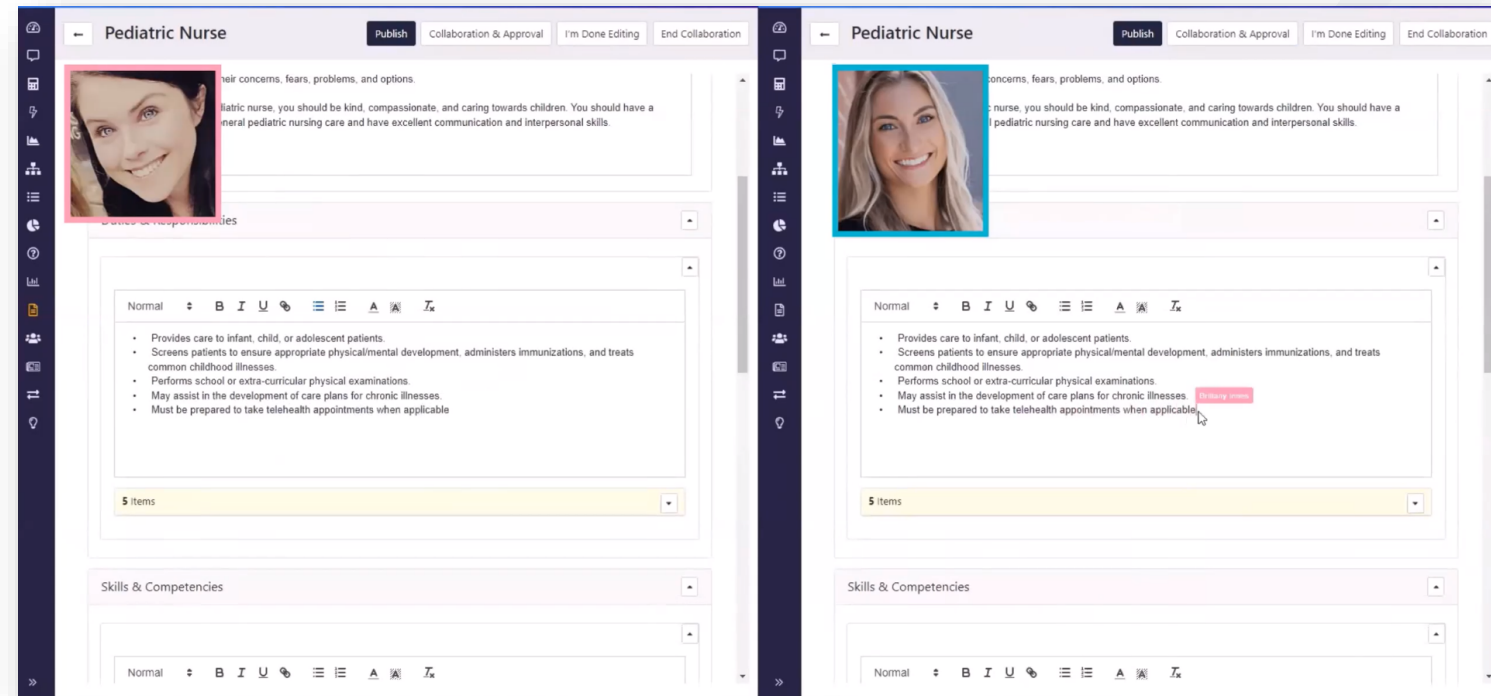 Pediatric Nurse
Publish
Collaboration & Approval
I'm Done Editing
End Collaboration
heir concerns, fears, problems, and options.
diatric nurse, you should be kind, compassionate, and caring towards children. You should have a
neral pediatric nursing care and have excellent communication and interpersonal skills.
Duties & Responsibilities
Normal
B I U
Provides care to infant, child, or adolescent patients.
Screens patients to ensure appropriate physical/mental development, administers immunizations, and treats
common childhood illnesses.
Performs school or extra-curricular physical examinations.
May assist in the development of care plans for chronic illnesses.
Must be prepared to take telehealth appointments when applicable
5 Items
Skills & Competencies
Normal
B I U
Pediatric Nurse
Publish
Collaboration & Approval
I'm Done Editing
End Collaboration
concerns, fears, problems, and options.
c nurse, you should be kind, compassionate, and caring towards children. You should have a
l pediatric nursing care and have excellent communication and interpersonal skills.
Normal
B I U
Provides care to infant, child, or adolescent patients.
Screens patients to ensure appropriate physical/mental development, administers immunizations, and treats
common childhood illnesses.
Performs school or extra-curricular physical examinations.
May assist in the development of care plans for chronic illnesses.
Must be prepared to take telehealth appointments when applicable
5 Items
Skills & Competencies
Normal
B I U